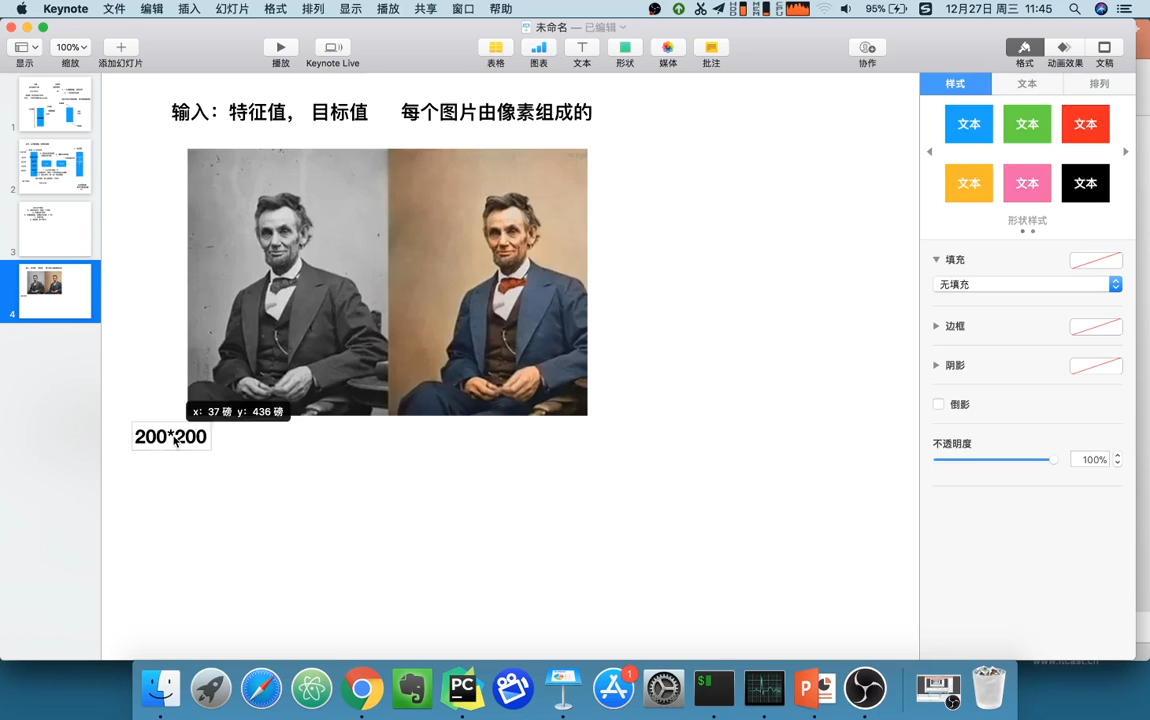 Keynote 文件 编辑 插入 幻灯片 格式 排列 显示 播放 共享 窗口 帮助 95% 12月27日 周三 11:45
未命名 — 已编辑
100%
显示 缩放 添加幻灯片 播放 Keynote Live 表格 图表 文本 形状 媒体 批注 协作 格式 动画效果 文稿
样式 文本 排列
输入：特征值， 目标值 每个图片由像素组成的
文本 文本 文本
文本 文本 文本
形状样式
填充
无填充
边框
阴影
倒影
不透明度
100%
x: 37 磅 y: 436 磅
200*200
1
2
3
4
PC
1
$
P
www.itcast.cn